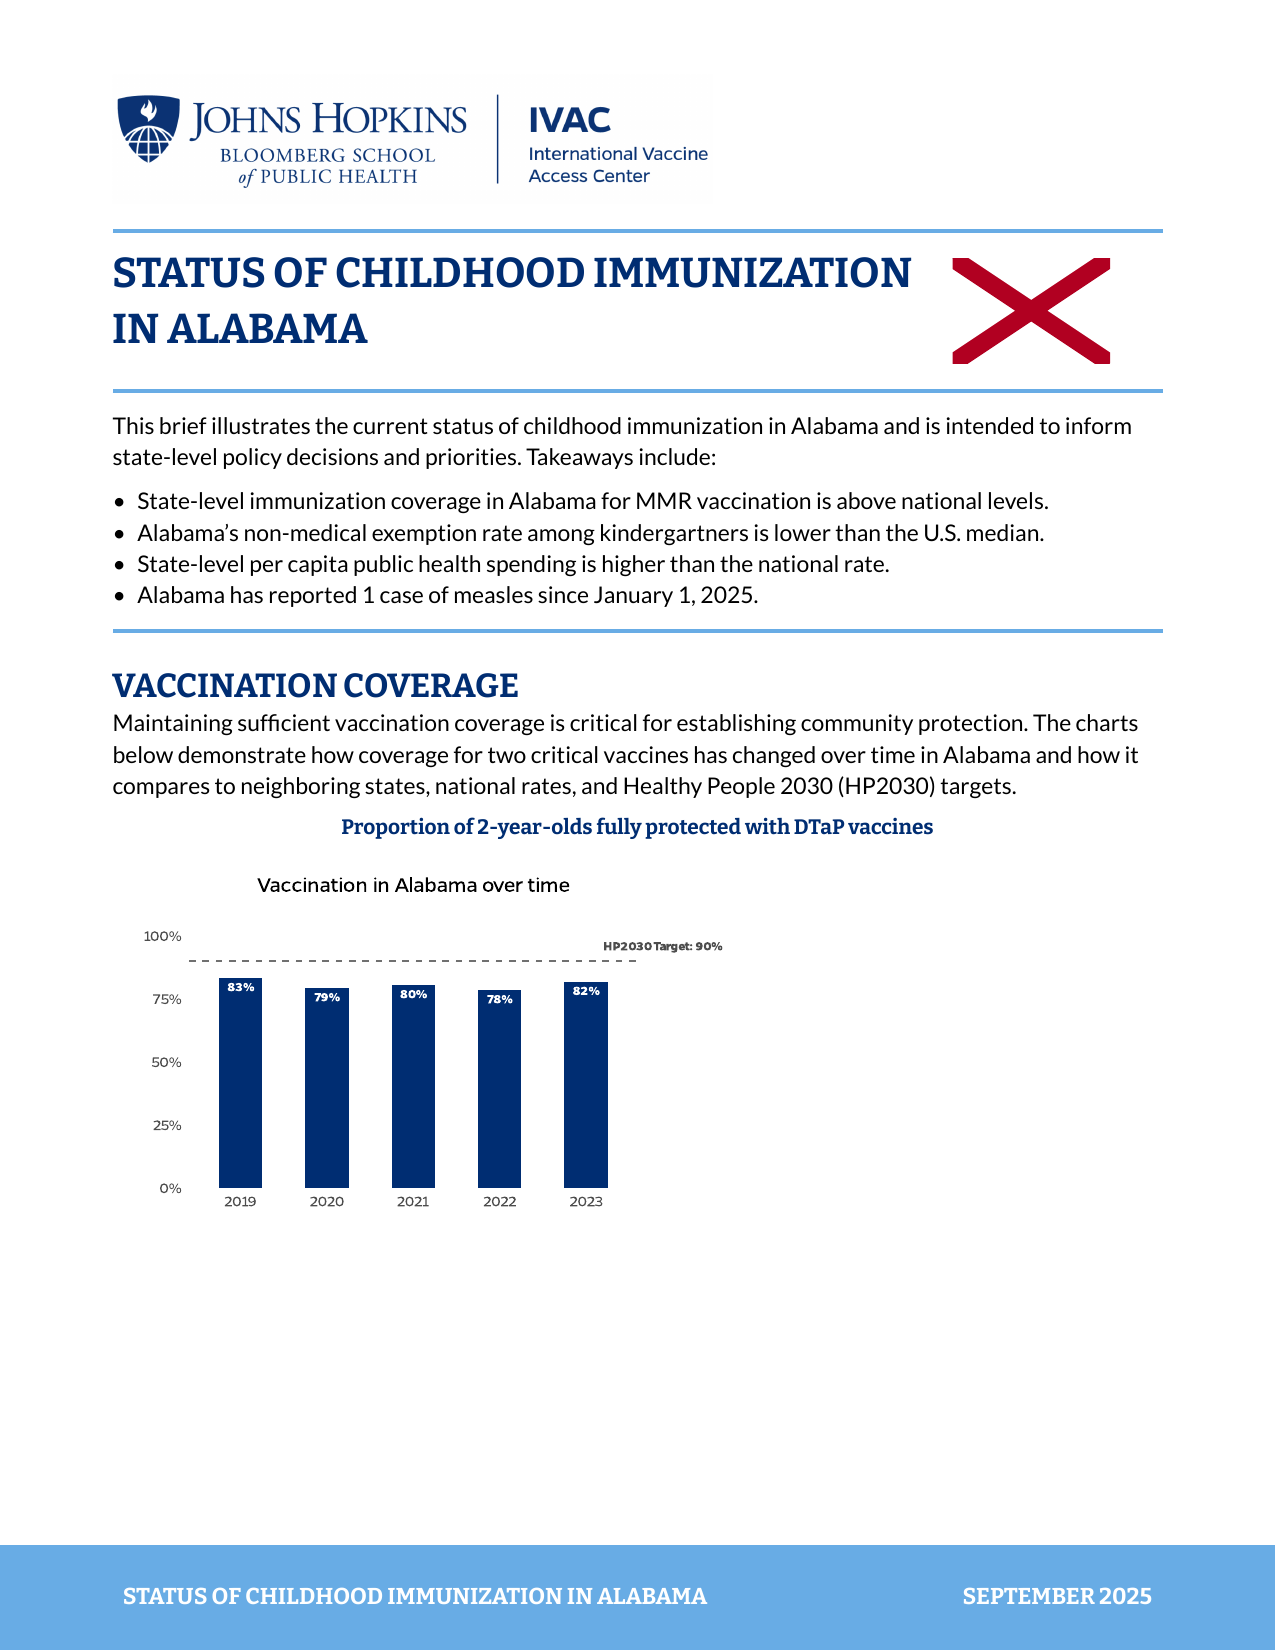 JOHNS HOPKINS
BLOOMBERG SCHOOL
of PUBLIC HEALTH
IVAC
International Vaccine
Access Center
STATUS OF CHILDHOOD IMMUNIZATION
IN ALABAMA
This brief illustrates the current status of childhood immunization in Alabama and is intended to inform
state-level policy decisions and priorities. Takeaways include:
• State-level immunization coverage in Alabama for MMR vaccination is above national levels.
• Alabama’s non-medical exemption rate among kindergartners is lower than the U.S. median.
• State-level per capita public health spending is higher than the national rate.
• Alabama has reported 1 case of measles since January 1, 2025.
VACCINATION COVERAGE
Maintaining sufficient vaccination coverage is critical for establishing community protection. The charts
below demonstrate how coverage for two critical vaccines has changed over time in Alabama and how it
compares to neighboring states, national rates, and Healthy People 2030 (HP2030) targets.
Proportion of 2-year-olds fully protected with DTaP vaccines
Vaccination in Alabama over time
100%
HP2030 Target: 90%
83%
79%
80%
78%
82%
75%
50%
25%
0%
2019 2020 2021 2022 2023
STATUS OF CHILDHOOD IMMUNIZATION IN ALABAMA SEPTEMBER 2025